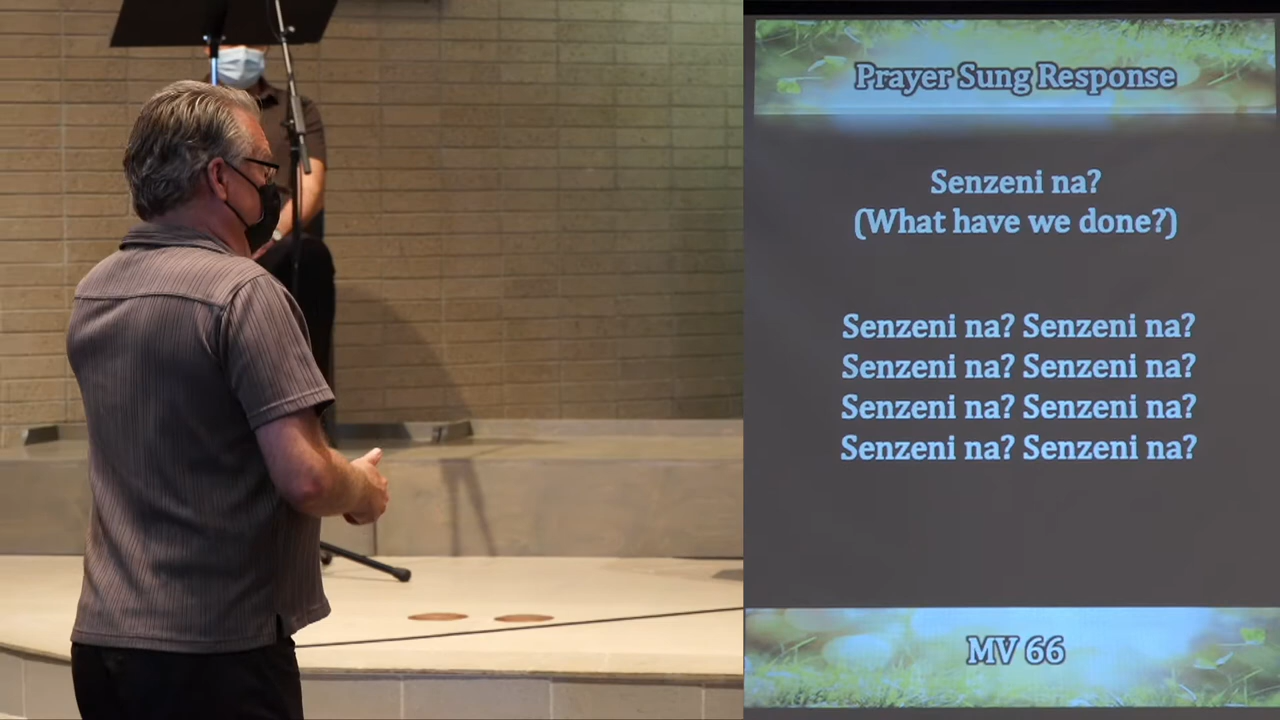 Prayer Sung Response
Senzeni na?
(What have we done?)
Senzeni na? Senzeni na?
Senzeni na? Senzeni na?
Senzeni na? Senzeni na?
Senzeni na? Senzeni na?
MV 66